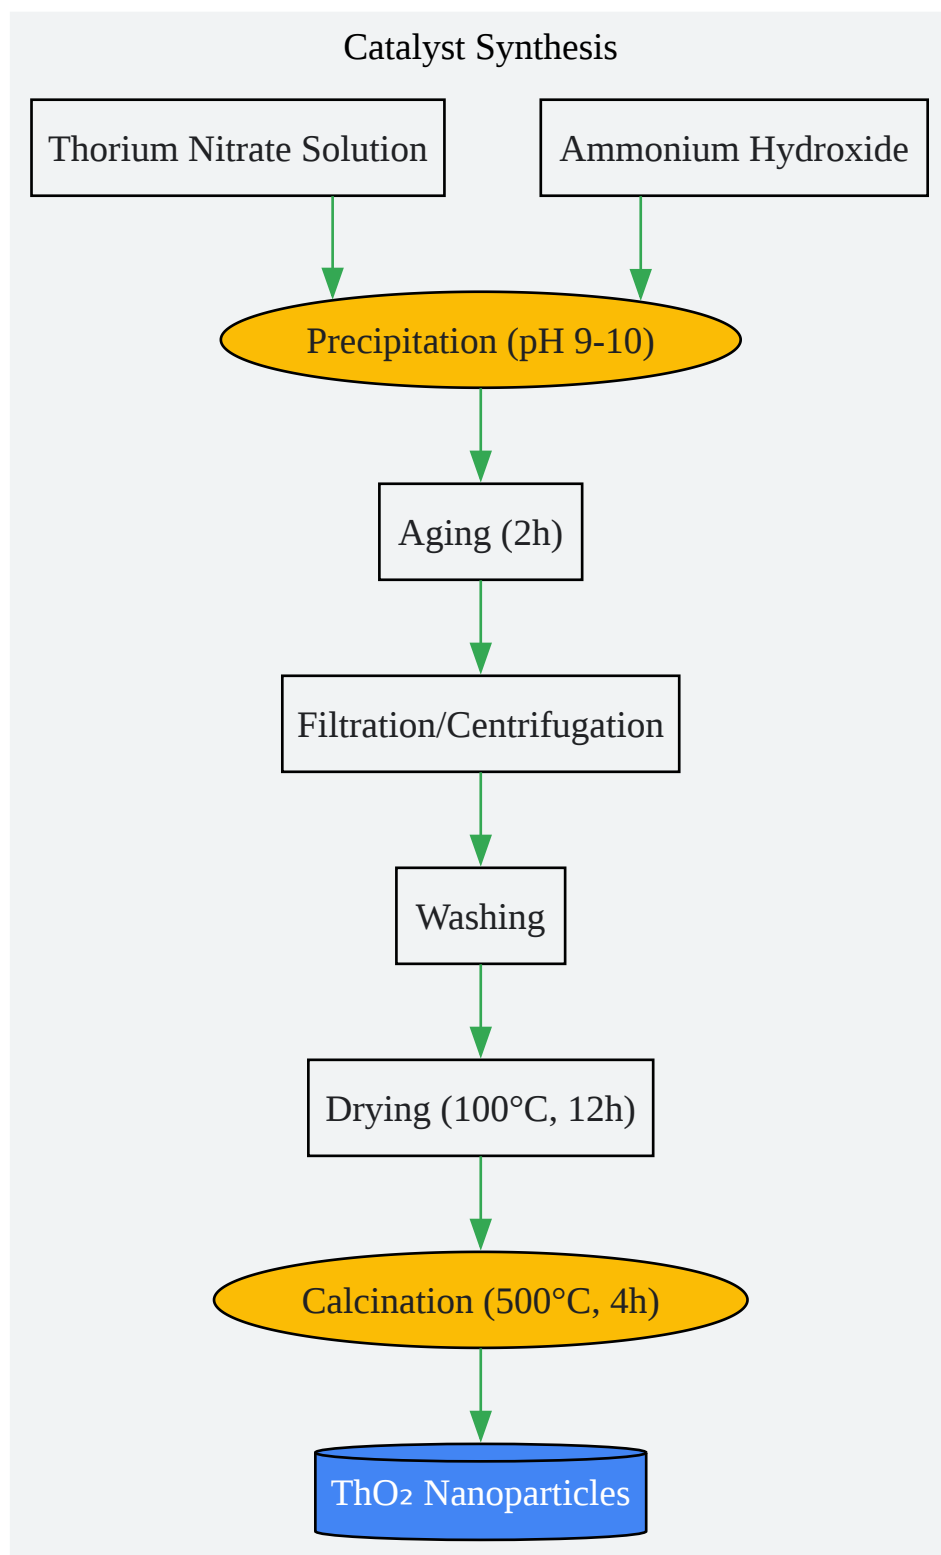 Catalyst Synthesis
Thorium Nitrate Solution
Ammonium Hydroxide
Precipitation (pH 9-10)
Aging (2h)
Filtration/Centrifugation
Washing
Drying (100°C, 12h)
Calcination (500°C, 4h)
ThO₂ Nanoparticles